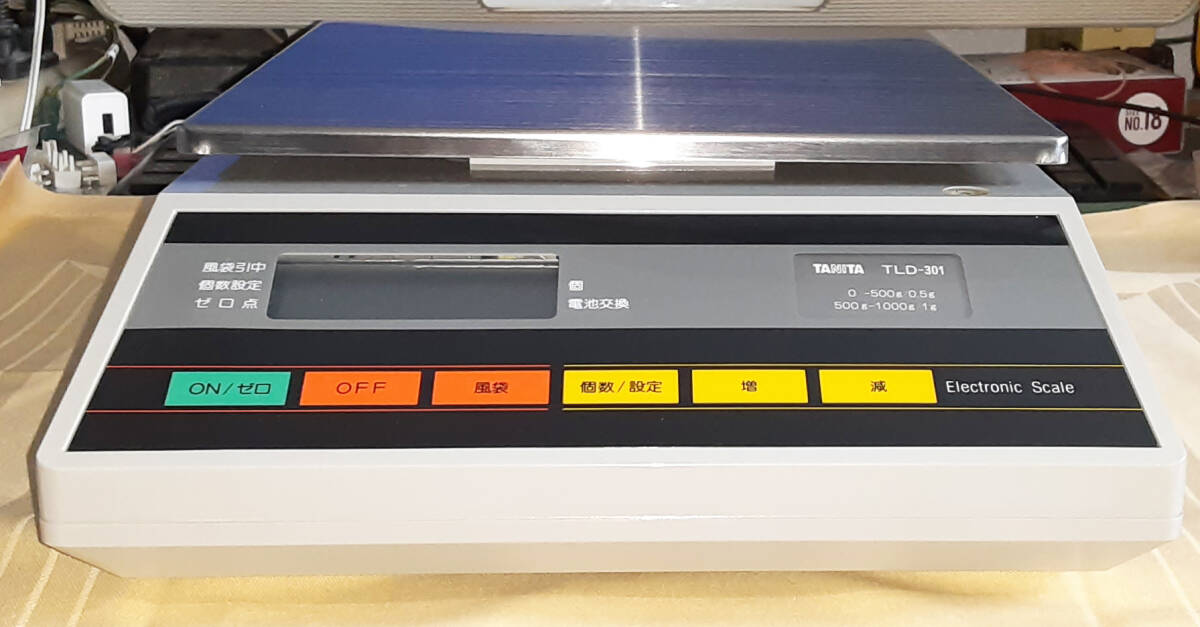 NO.18
風袋引中
個数設定
ゼロ点
個
電池交換
TANITA TLD-301
0 -500g/0.5g
500g-1000g/1g
ON/ゼロ
OFF
風袋
個数/設定
増
減
Electronic Scale